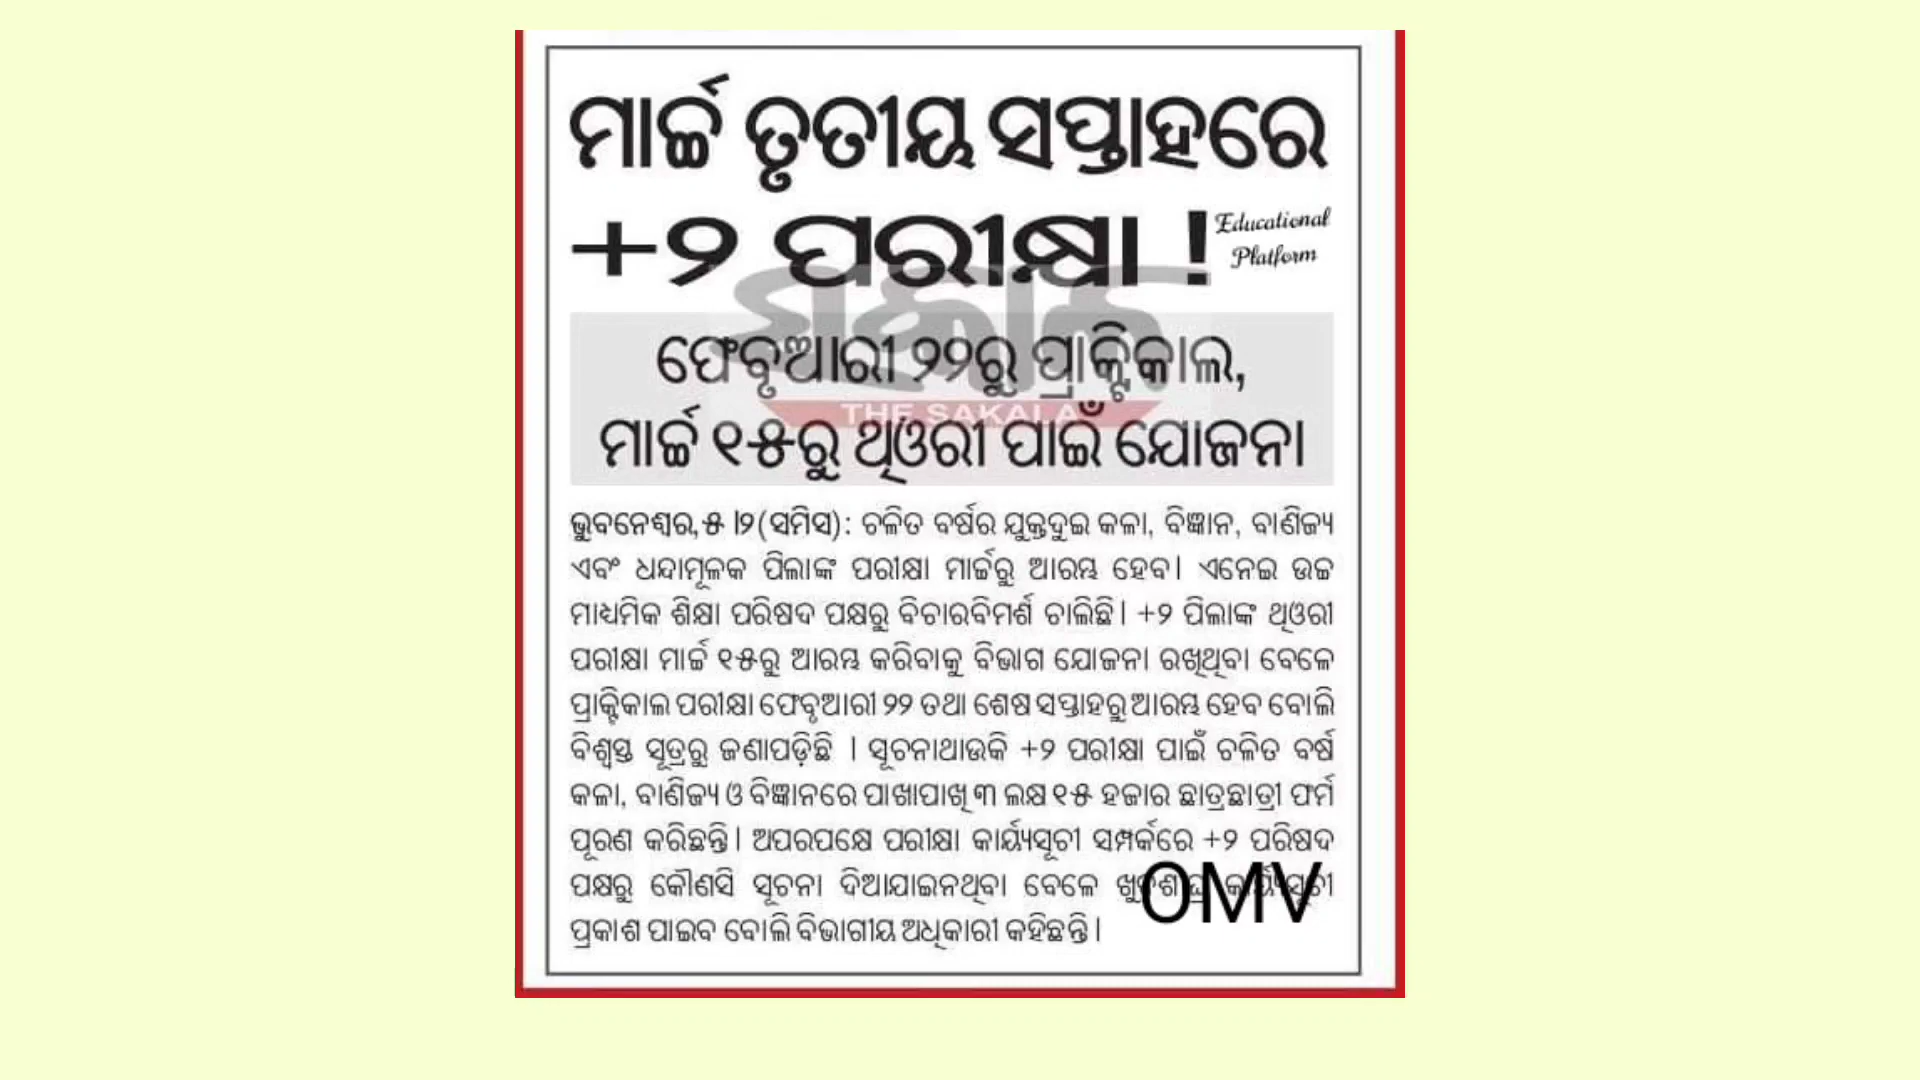 ମାର୍ଚ୍ଚ ତୃତୀୟ ସପ୍ତାହରେ
+୨ ପରୀକ୍ଷା !
Educational
Platform
ସକାଳ
ଫେବୃଆରୀ ୨୨ରୁ ପ୍ରାକ୍ଟିକାଲ,
THE SAKALA
ମାର୍ଚ୍ଚ ୧୫ରୁ ଥିଓରୀ ପାଇଁ ଯୋଜନା
ଭୁବନେଶ୍ୱର,୫ ।୨(ସମିସ): ଚଳିତ ବର୍ଷର ଯୁକ୍ତଦୁଇ କଳା, ବିଜ୍ଞାନ, ବାଣିଜ୍ୟ
ଏବଂ ଧନ୍ଦାମୂଳକ ପିଲାଙ୍କ ପରୀକ୍ଷା ମାର୍ଚ୍ଚରୁ ଆରମ୍ଭ ହେବ। ଏନେଇ ଉଚ୍ଚ
ମାଧ୍ୟମିକ ଶିକ୍ଷା ପରିଷଦ ପକ୍ଷରୁ ବିଚାରବିମର୍ଶ ଚାଲିଛି। +୨ ପିଲାଙ୍କ ଥିଓରୀ
ପରୀକ୍ଷା ମାର୍ଚ୍ଚ ୧୫ରୁ ଆରମ୍ଭ କରିବାକୁ ବିଭାଗ ଯୋଜନା ରଖିଥିବା ବେଳେ
ପ୍ରାକ୍ଟିକାଲ ପରୀକ୍ଷା ଫେବୃଆରୀ ୨୨ ତଥା ଶେଷ ସପ୍ତାହରୁ ଆରମ୍ଭ ହେବ ବୋଲି
ବିଶ୍ୱସ୍ତ ସୂତ୍ରରୁ ଜଣାପଡ଼ିଛି । ସୂଚନାଥାଉକି +୨ ପରୀକ୍ଷା ପାଇଁ ଚଳିତ ବର୍ଷ
କଳା, ବାଣିଜ୍ୟ ଓ ବିଜ୍ଞାନରେ ପାଖାପାଖି ୩ ଲକ୍ଷ ୧୫ ହଜାର ଛାତ୍ରଛାତ୍ରୀ ଫର୍ମ
ପୂରଣ କରିଛନ୍ତି। ଅପରପକ୍ଷେ ପରୀକ୍ଷା କାର୍ଯ୍ୟସୂଚୀ ସମ୍ପର୍କରେ +୨ ପରିଷଦ
ପକ୍ଷରୁ କୌଣସି ସୂଚନା ଦିଆଯାଇନଥିବା ବେଳେ କାର୍ଯ୍ୟସୂଚୀ
OMV
ପ୍ରକାଶ ପାଇବ ବୋଲି ବିଭାଗୀୟ ଅଧିକାରୀ କହିଛନ୍ତି।